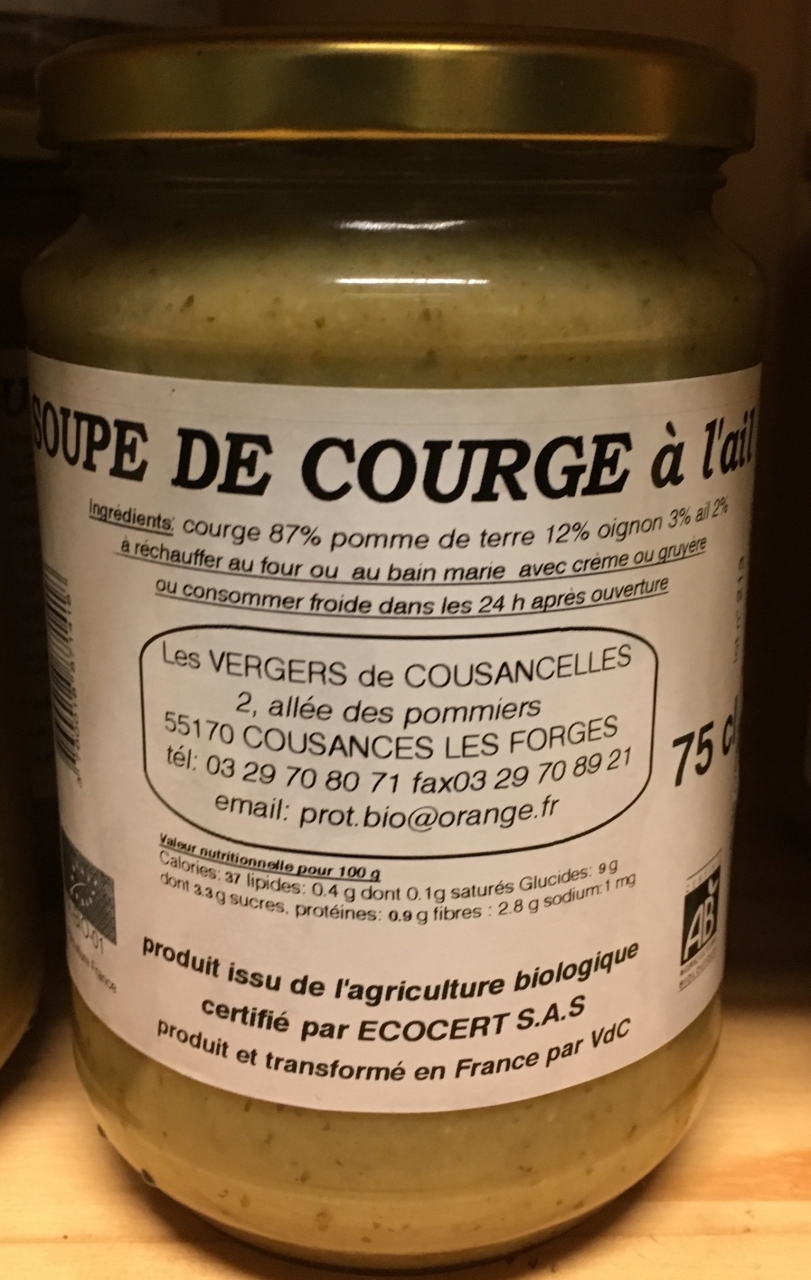 SOUPE DE COURGE à l'ail
Ingrédients: courge 87% pomme de terre 12% oignon 3% ail 2%
à réchauffer au four ou au bain marie avec crème ou gruyère
ou consommer froide dans les 24 h après ouverture
Les VERGERS de COUSANCELLES
2, allée des pommiers
55170 COUSANCES LES FORGES
tél: 03 29 70 80 71 fax03 29 70 89 21
email: prot.bio@orange.fr
75 cl
Valeur nutritionnelle pour 100 g
Calories: 37 lipides: 0.4 g dont 0.1g saturés Glucides: 9 g
dont 3.3 g sucres, protéines: 0.9 g fibres : 2.8 g sodium:1 mg
AB
produit issu de l'agriculture biologique
certifié par ECOCERT S.A.S
produit et transformé en France par VdC